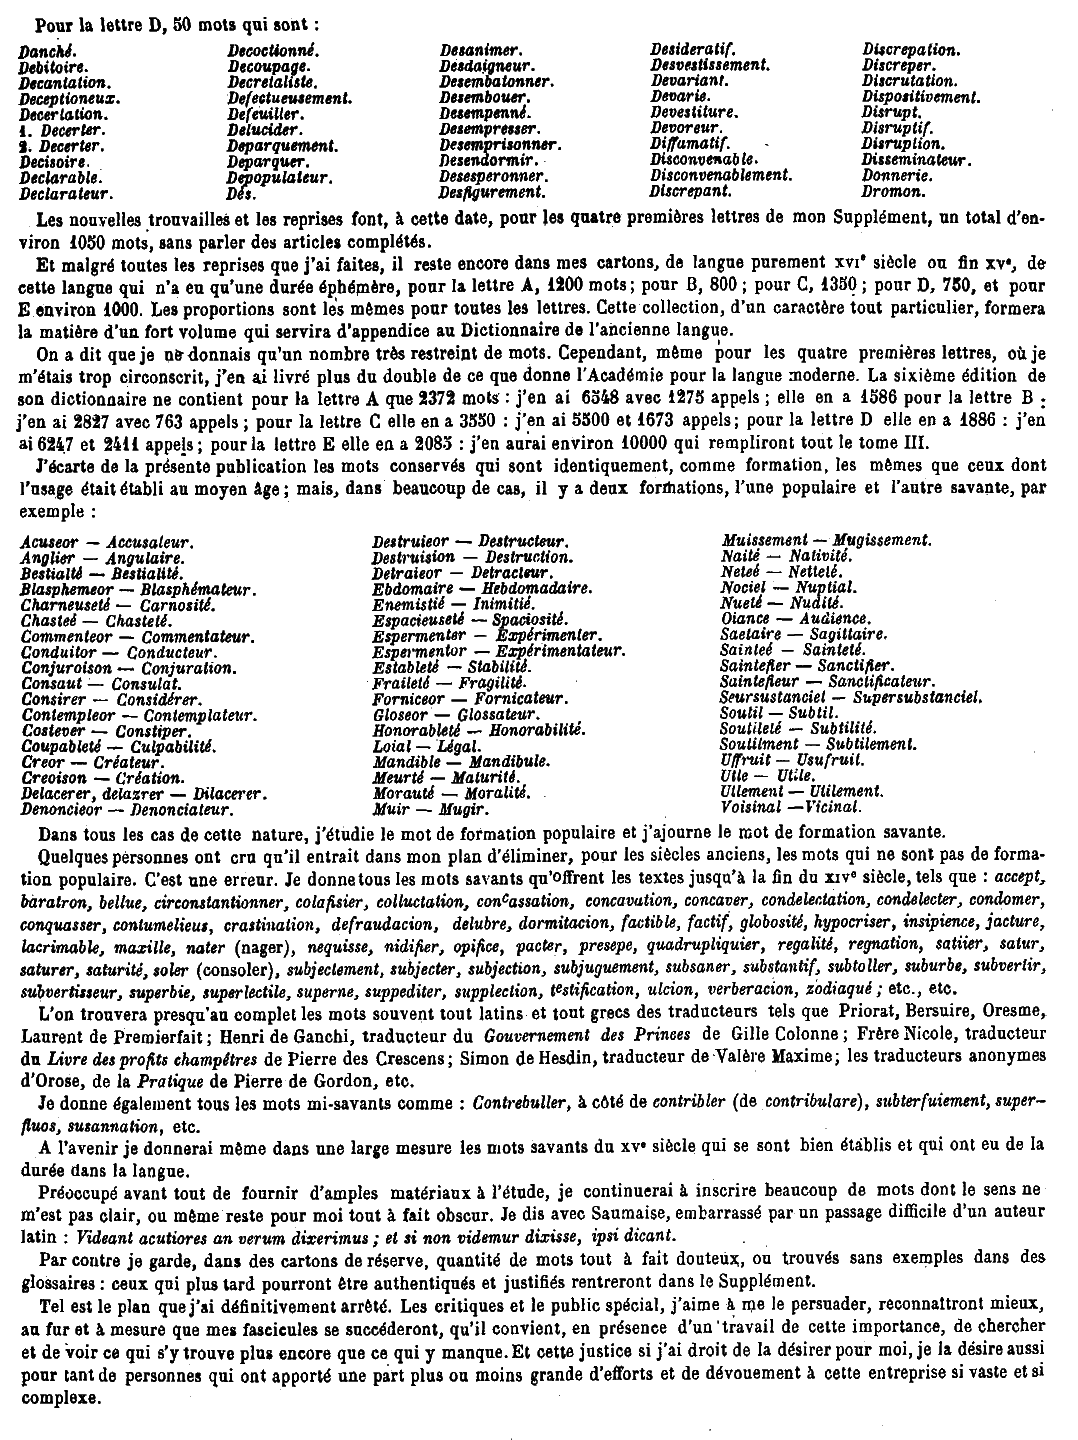 Pour la lettre D, 50 mots qui sont :
Danché. Decoctionné. Desanimer. Desideratif. Discrepation.
Debitoire. Decoupage. Desdaigneur. Desvestissement. Discreper.
Decantation. Decretaliste. Desembatonner. Devariant. Discrutation.
Deceptioneux. Defectueusement. Desembouer. Devarie. Dispositivement.
Decertation. Defeuiller. Desempenné. Devestiture. Disrupt.
1. Decerter. Delucider. Desempresser. Devoreur. Disruptif.
2. Decerter. Deparquement. Desemprisonner. Diffamatif. Disruption.
Decisoire. Deparquer. Desendormir. Disconvenable. Disseminateur.
Declarable. Depopulateur. Desesperonner. Disconvenablement. Donnerie.
Declarateur. Dés. Desfigurement. Discrepant. Dromon.
Les nouvelles trouvailles et les reprises font, à cette date, pour les quatre premières lettres de mon Supplément, un total d'en-
viron 1050 mots, sans parler des articles complétés.
Et malgré toutes les reprises que j'ai faites, il reste encore dans mes cartons, de langue purement XVIe siècle ou fin XVe, de
cette langue qui n'a eu qu'une durée éphémère, pour la lettre A, 1200 mots; pour B, 800; pour C, 1350; pour D, 750, et pour
E environ 1000. Les proportions sont les mêmes pour toutes les lettres. Cette collection, d'un caractère tout particulier, formera
la matière d'un fort volume qui servira d'appendice au Dictionnaire de l'ancienne langue.
On a dit que je ne donnais qu'un nombre très restreint de mots. Cependant, même pour les quatre premières lettres, où je
m'étais trop circonscrit, j'en ai livré plus du double de ce que donne l'Académie pour la langue moderne. La sixième édition de
son dictionnaire ne contient pour la lettre A que 2372 mots : j'en ai 6348 avec 1275 appels; elle en a 1586 pour la lettre B :
j'en ai 2827 avec 763 appels; pour la lettre C elle en a 3550 : j'en ai 5500 et 1673 appels; pour la lettre D elle en a 1886 : j'en
ai 6247 et 2411 appels; pour la lettre E elle en a 2083 : j'en aurai environ 10000 qui rempliront tout le tome III.
J'écarte de la présente publication les mots conservés qui sont identiquement, comme formation, les mêmes que ceux dont
l'usage était établi au moyen âge; mais, dans beaucoup de cas, il y a deux formations, l'une populaire et l'autre savante, par
exemple :
Acuseor — Accusateur. Destruieor — Destructeur. Muissement — Mugissement.
Anglier — Angulaire. Destruision — Destruction. Naité — Nativité.
Bestialté — Bestialité. Detraieor — Detracteur. Neteé — Netteté.
Blasphemeor — Blasphémateur. Ebdomaire — Hebdomadaire. Nociel — Nuptial.
Charneuseté — Carnosité. Enemistié — Inimitié. Nueté — Nudité.
Chasteé — Chasteté. Espacieuseté — Spaciosité. Oiance — Audience.
Commenteor — Commentateur. Espermenter — Expérimenter. Saetaire — Sagittaire.
Conduitor — Conducteur. Espermentor — Expérimentateur. Sainteé — Sainteté.
Conjuroison — Conjuration. Estableté — Stabilité. Saintefier — Sanctifier.
Consaut — Consulat. Fraileté — Fragilité. Saintefieur — Sanctificateur.
Consirer — Considérer. Forniceor — Fornicateur. Seursustanciel — Supersubstanciel.
Contempleor — Contemplateur. Gloseor — Glossateur. Soutil — Subtil.
Costever — Constiper. Honorableté — Honorabilité. Soutileté — Subtilité.
Coupableté — Culpabilité. Loial — Légal. Soutilment — Subtilement.
Creor — Créateur. Mandible — Mandibule. Uffruit — Usufruit.
Creoison — Création. Meurté — Maturité. Utle — Utile.
Delacerer, delazrer — Dilacerer. Morauté — Moralité. Utlement — Utilement.
Denoncieor — Denonciateur. Muir — Mugir. Voisinal — Vicinal.
Dans tous les cas de cette nature, j'étudie le mot de formation populaire et j'ajourne le mot de formation savante.
Quelques personnes ont cru qu'il entrait dans mon plan d'éliminer, pour les siècles anciens, les mots qui ne sont pas de forma-
tion populaire. C'est une erreur. Je donne tous les mots savants qu'offrent les textes jusqu'à la fin du XIVe siècle, tels que : accept,
baratron, bellue, circonstantionner, colafisier, colluctation, concassation, concavation, concaver, condelectation, condelecter, condomer,
conquasser, contumelieus, crastination, defraudacion, delubre, dormitacion, factible, factif, globosité, hypocriser, insipience, jacture,
lacrimable, maxille, nater (nager), nequisse, nidifier, opifice, pacter, presepe, quadrupliquier, regalité, regnation, satiier, satur,
saturer, saturité, soler (consoler), subjectement, subjecter, subjection, subjuguement, subsaner, substantif, subtoller, suburbe, subvertir,
subvertisseur, superbie, superlectile, superne, suppediter, supplection, testification, ulcion, verberacion, zodiaqué; etc., etc.
L'on trouvera presqu'au complet les mots souvent tout latins et tout grecs des traducteurs tels que Priorat, Bersuire, Oresme,
Laurent de Premierfait; Henri de Ganchi, traducteur du Gouvernement des Princes de Gille Colonne; Frère Nicole, traducteur
du Livre des profits champêtres de Pierre des Crescens; Simon de Hesdin, traducteur de Valère Maxime; les traducteurs anonymes
d'Orose, de la Pratique de Pierre de Gordon, etc.
Je donne également tous les mots mi-savants comme : Contrebuller, à côté de contribler (de contribulare), subterfuiement, super-
fluos, susannation, etc.
A l'avenir je donnerai même dans une large mesure les mots savants du XVe siècle qui se sont bien établis et qui ont eu de la
durée dans la langue.
Préoccupé avant tout de fournir d'amples matériaux à l'étude, je continuerai à inscrire beaucoup de mots dont le sens ne
m'est pas clair, ou même reste pour moi tout à fait obscur. Je dis avec Saumaise, embarrassé par un passage difficile d'un auteur
latin : Videant acutiores an verum dixerimus; et si non videmur dixisse, ipsi dicant.
Par contre je garde, dans des cartons de réserve, quantité de mots tout à fait douteux, ou trouvés sans exemples dans des
glossaires : ceux qui plus tard pourront être authentiqués et justifiés rentreront dans le Supplément.
Tel est le plan que j'ai définitivement arrêté. Les critiques et le public spécial, j'aime à me le persuader, reconnaîtront mieux,
au fur et à mesure que mes fascicules se succéderont, qu'il convient, en présence d'un travail de cette importance, de chercher
et de voir ce qui s'y trouve plus encore que ce qui y manque. Et cette justice si j'ai droit de la désirer pour moi, je la désire aussi
pour tant de personnes qui ont apporté une part plus ou moins grande d'efforts et de dévouement à cette entreprise si vaste et si
complexe.